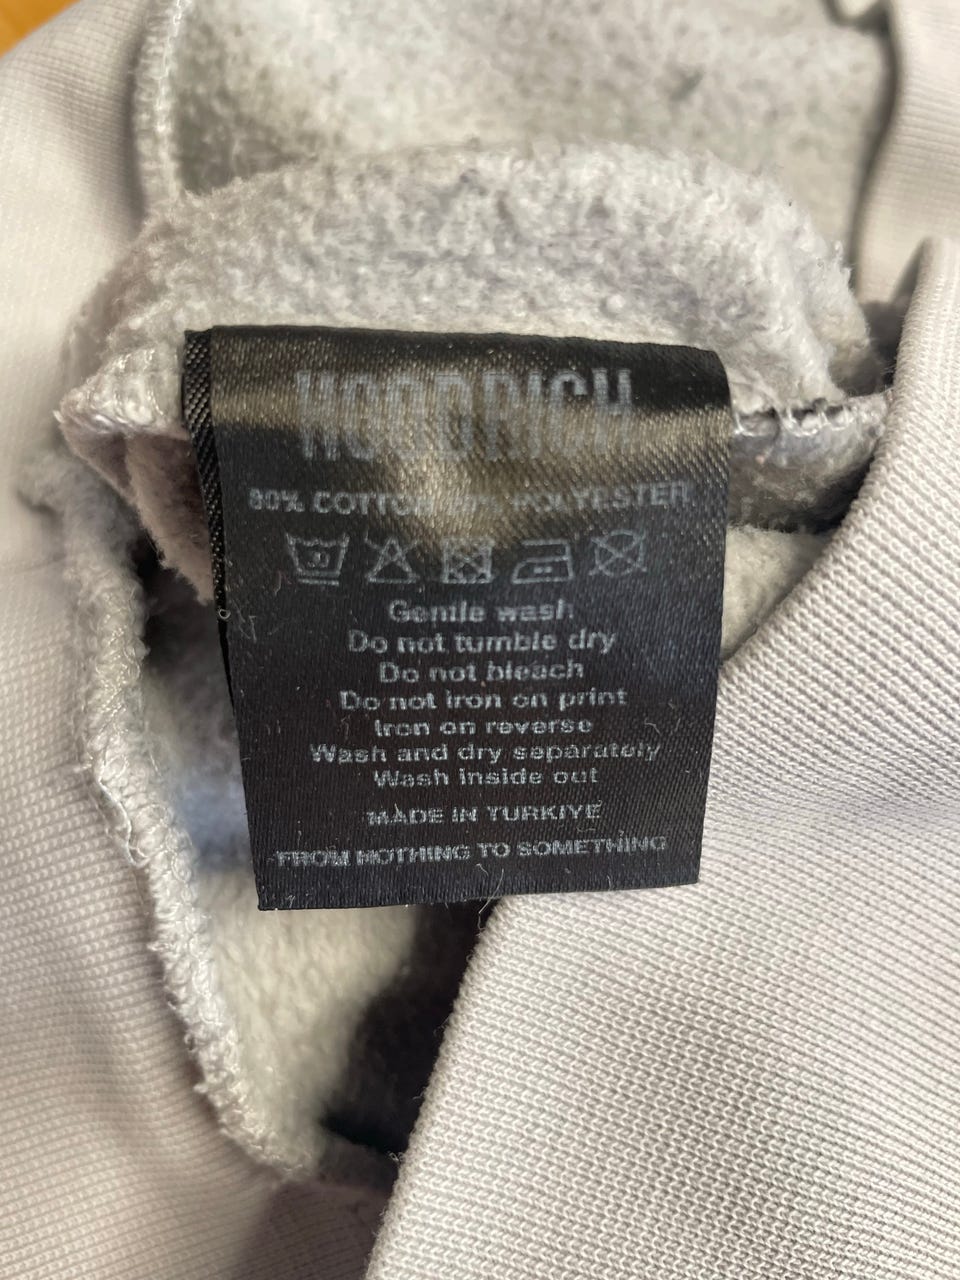 HOODRICH
80% COTTON 20% POLYESTER
Gentle wash
Do not tumble dry
Do not bleach
Do not iron on print
Iron on reverse
Wash and dry separately
Wash inside out
MADE IN TURKIYE
FROM NOTHING TO SOMETHING